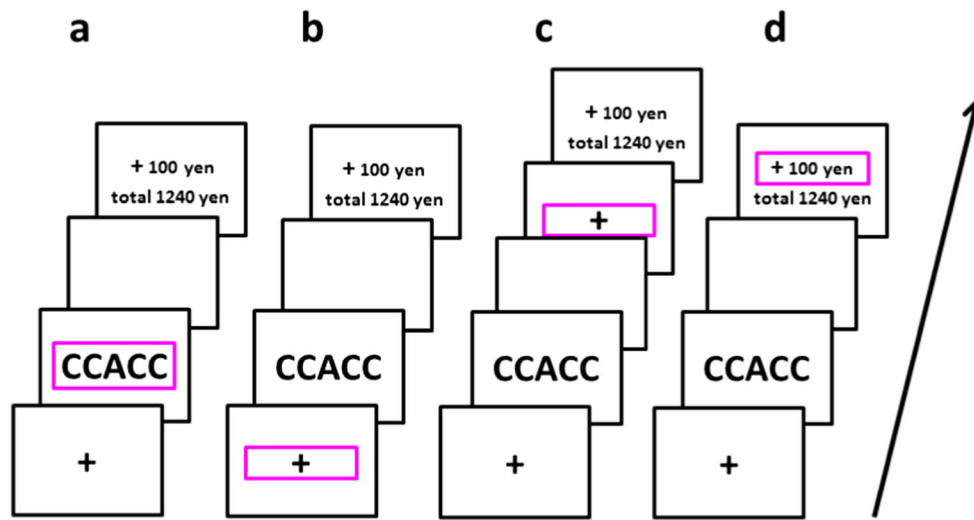 a
b
c
d
+ 100 yen
total 1240 yen
CCACC
+
+ 100 yen
total 1240 yen
CCACC
+
+ 100 yen
total 1240 yen
+
CCACC
+
+ 100 yen
total 1240 yen
CCACC
+